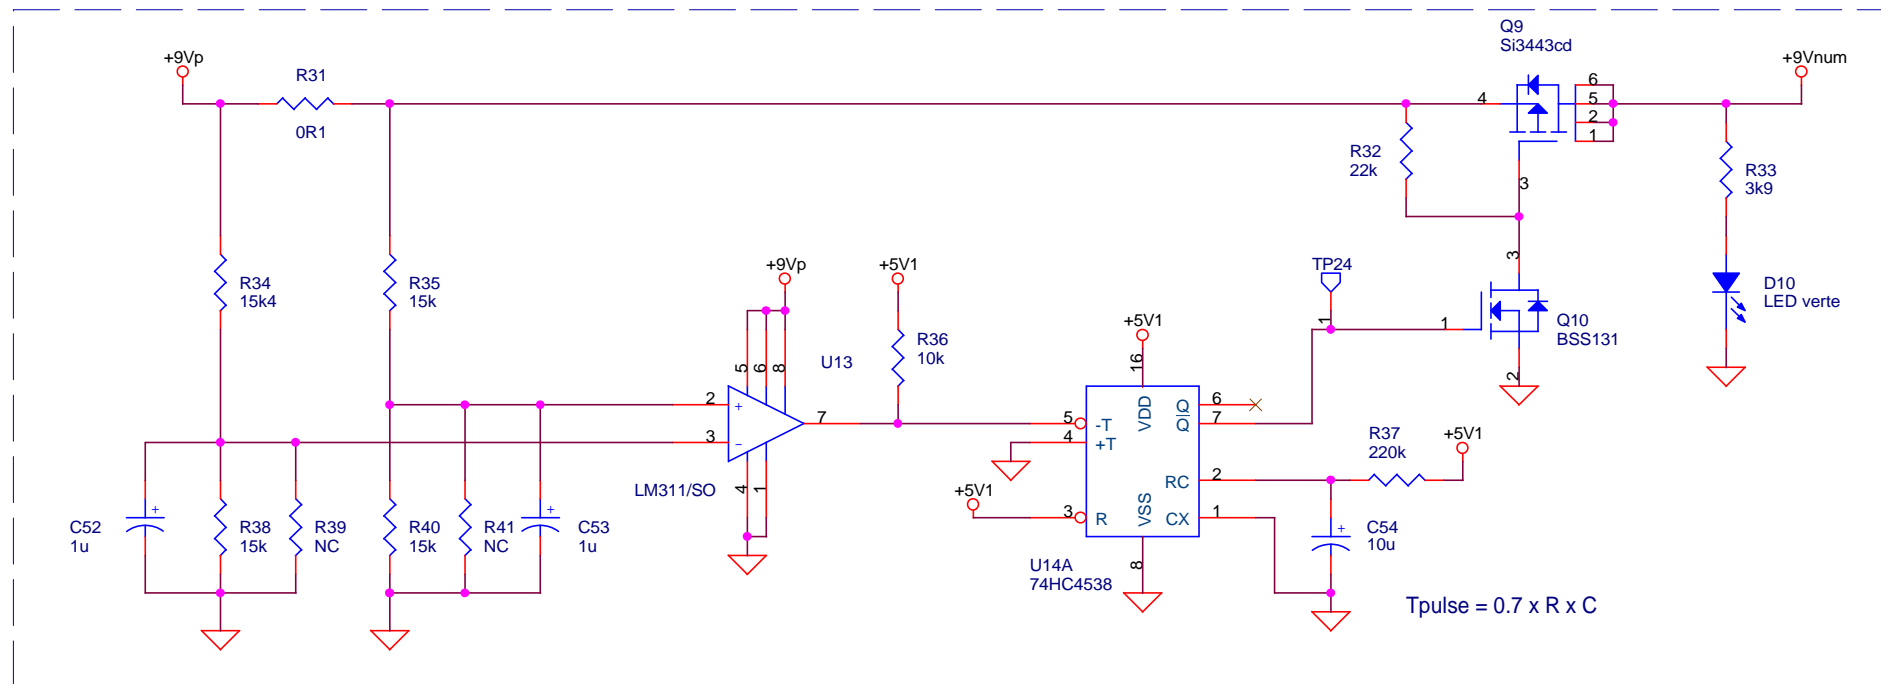 Q9
Si3443cd
+9Vp
+9Vnum
R31
0R1
4
6
5
2
1
R32
22k
3
R33
3k9
+9Vp
+5V1
TP24
3
R34
15k4
R35
15k
D10
LED verte
1
1
Q10
BSS131
+5V1
R36
10k
U13
5
6
8
16
2
2
+
7
3
−
5
-T
4
+T
VDD
Q
6
Q
7
R37
220k
+5V1
LM311/SO
4
1
+5V1
RC
2
3
R
VSS
CX
1
C52
1u
+
R38
15k
R39
NC
R40
15k
R41
NC
+
C53
1u
+
C54
10u
U14A
74HC4538
8
Tpulse = 0.7 x R x C